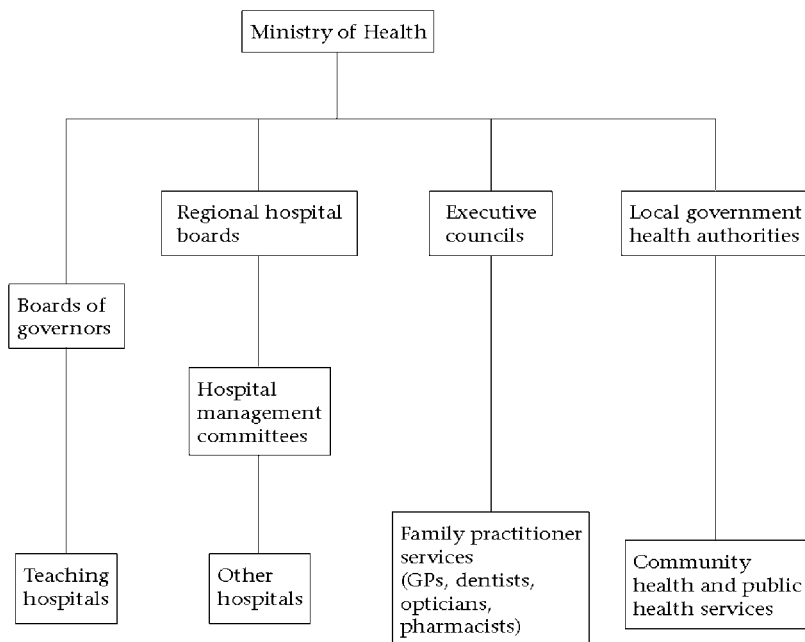 Ministry of Health
Regional hospital
boards
Executive
councils
Local government
health authorities
Boards of
governors
Hospital
management
committees
Teaching
hospitals
Other
hospitals
Family practitioner
services
(GPs, dentists,
opticians,
pharmacists)
Community
health and public
health services